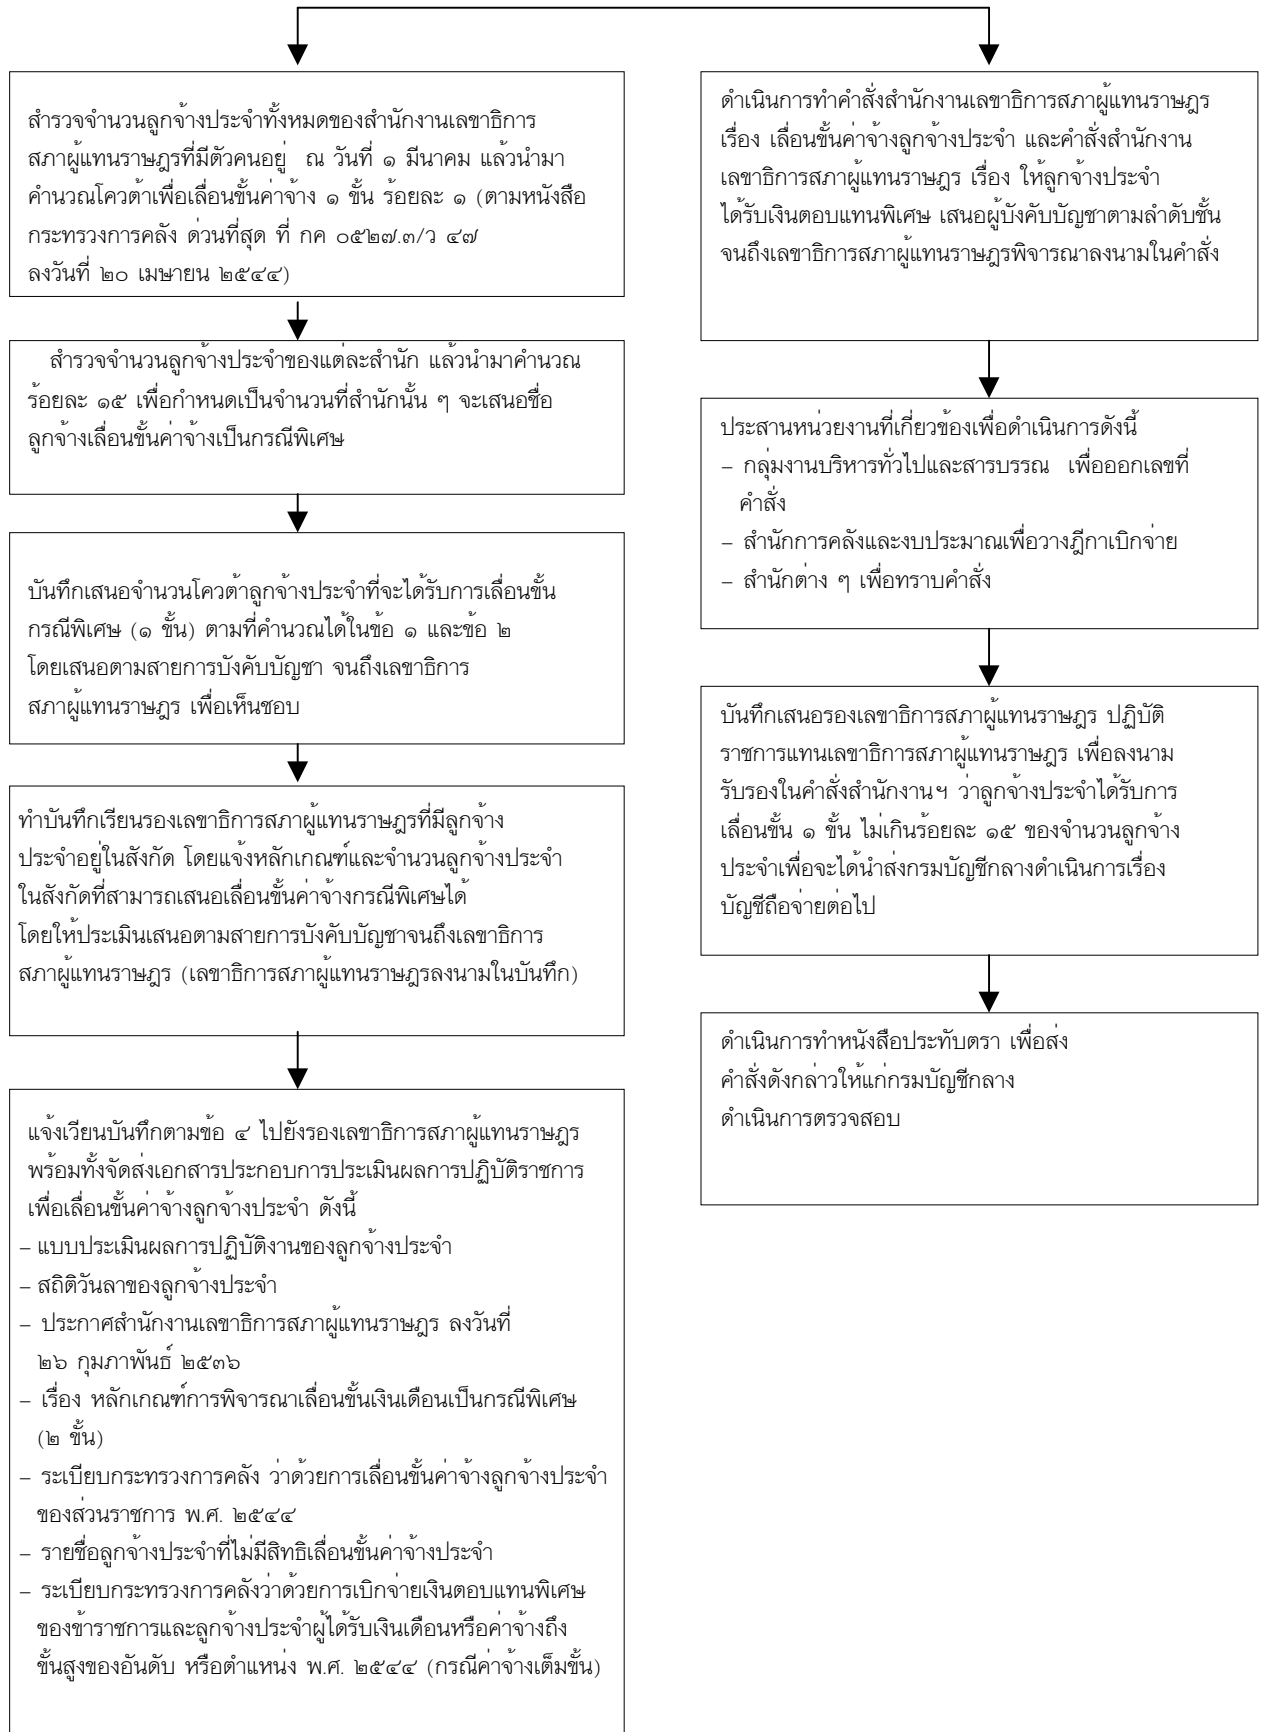 สำรวจจำนวนลูกจ้างประจำทั้งหมดของสำนักงานเลขาธิการ
สภาผู้แทนราษฎรที่มีตัวคนอยู่ ณ วันที่ ๑ มีนาคม แล้วนำมา
คำนวณโควต้าเพื่อเลื่อนขั้นค่าจ้าง ๑ ขั้น ร้อยละ ๑ (ตามหนังสือ
กระทรวงการคลัง ด่วนที่สุด ที่ กค ๐๕๒๗.๓/ว ๔๗
ลงวันที่ ๒๐ เมษายน ๒๕๔๔)
สำรวจจำนวนลูกจ้างประจำของแต่ละสำนัก แล้วนำมาคำนวณ
ร้อยละ ๑๕ เพื่อกำหนดเป็นจำนวนที่สำนักนั้น ๆ จะเสนอชื่อ
ลูกจ้างเลื่อนขั้นค่าจ้างเป็นกรณีพิเศษ
บันทึกเสนอจำนวนโควต้าลูกจ้างประจำที่จะได้รับการเลื่อนขั้น
กรณีพิเศษ (๑ ขั้น) ตามที่คำนวณได้ในข้อ ๑ และข้อ ๒
โดยเสนอตามสายการบังคับบัญชา จนถึงเลขาธิการ
สภาผู้แทนราษฎร เพื่อเห็นชอบ
ทำบันทึกเรียนรองเลขาธิการสภาผู้แทนราษฎรที่มีลูกจ้าง
ประจำอยู่ในสังกัด โดยแจ้งหลักเกณฑ์และจำนวนลูกจ้างประจำ
ในสังกัดที่สามารถเสนอเลื่อนขั้นค่าจ้างกรณีพิเศษได้
โดยให้ประเมินเสนอตามสายการบังคับบัญชาจนถึงเลขาธิการ
สภาผู้แทนราษฎร (เลขาธิการสภาผู้แทนราษฎรลงนามในบันทึก)
แจ้งเวียนบันทึกตามข้อ ๔ ไปยังรองเลขาธิการสภาผู้แทนราษฎร
พร้อมทั้งจัดส่งเอกสารประกอบการประเมินผลการปฏิบัติราชการ
เพื่อเลื่อนขั้นค่าจ้างลูกจ้างประจำ ดังนี้
– แบบประเมินผลการปฏิบัติงานของลูกจ้างประจำ
– สถิติวันลาของลูกจ้างประจำ
– ประกาศสำนักงานเลขาธิการสภาผู้แทนราษฎร ลงวันที่
๒๖ กุมภาพันธ์ ๒๕๓๖
– เรื่อง หลักเกณฑ์การพิจารณาเลื่อนขั้นเงินเดือนเป็นกรณีพิเศษ
(๒ ขั้น)
– ระเบียบกระทรวงการคลัง ว่าด้วยการเลื่อนขั้นค่าจ้างลูกจ้างประจำ
ของส่วนราชการ พ.ศ. ๒๕๔๔
– รายชื่อลูกจ้างประจำที่ไม่มีสิทธิเลื่อนขั้นค่าจ้างประจำ
– ระเบียบกระทรวงการคลังว่าด้วยการเบิกจ่ายเงินตอบแทนพิเศษ
ของข้าราชการและลูกจ้างประจำผู้ได้รับเงินเดือนหรือค่าจ้างถึง
ขั้นสูงของอันดับ หรือตำแหน่ง พ.ศ. ๒๕๔๔ (กรณีค่าจ้างเต็มขั้น)
ดำเนินการทำคำสั่งสำนักงานเลขาธิการสภาผู้แทนราษฎร
เรื่อง เลื่อนขั้นค่าจ้างลูกจ้างประจำ และคำสั่งสำนักงาน
เลขาธิการสภาผู้แทนราษฎร เรื่อง ให้ลูกจ้างประจำ
ได้รับเงินตอบแทนพิเศษ เสนอผู้บังคับบัญชาตามลำดับชั้น
จนถึงเลขาธิการสภาผู้แทนราษฎรพิจารณาลงนามในคำสั่ง
ประสานหน่วยงานที่เกี่ยวข้องเพื่อดำเนินการดังนี้
– กลุ่มงานบริหารทั่วไปและสารบรรณ เพื่อออกเลขที่
คำสั่ง
– สำนักการคลังและงบประมาณเพื่อวางฎีกาเบิกจ่าย
– สำนักต่าง ๆ เพื่อทราบคำสั่ง
บันทึกเสนอรองเลขาธิการสภาผู้แทนราษฎร ปฏิบัติ
ราชการแทนเลขาธิการสภาผู้แทนราษฎร เพื่อลงนาม
รับรองในคำสั่งสำนักงานฯ ว่าลูกจ้างประจำได้รับการ
เลื่อนขั้น ๑ ขั้น ไม่เกินร้อยละ ๑๕ ของจำนวนลูกจ้าง
ประจำเพื่อจะได้นำส่งกรมบัญชีกลางดำเนินการเรื่อง
บัญชีถือจ่ายต่อไป
ดำเนินการทำหนังสือประทับตรา เพื่อส่ง
คำสั่งดังกล่าวให้แก่กรมบัญชีกลาง
ดำเนินการตรวจสอบ